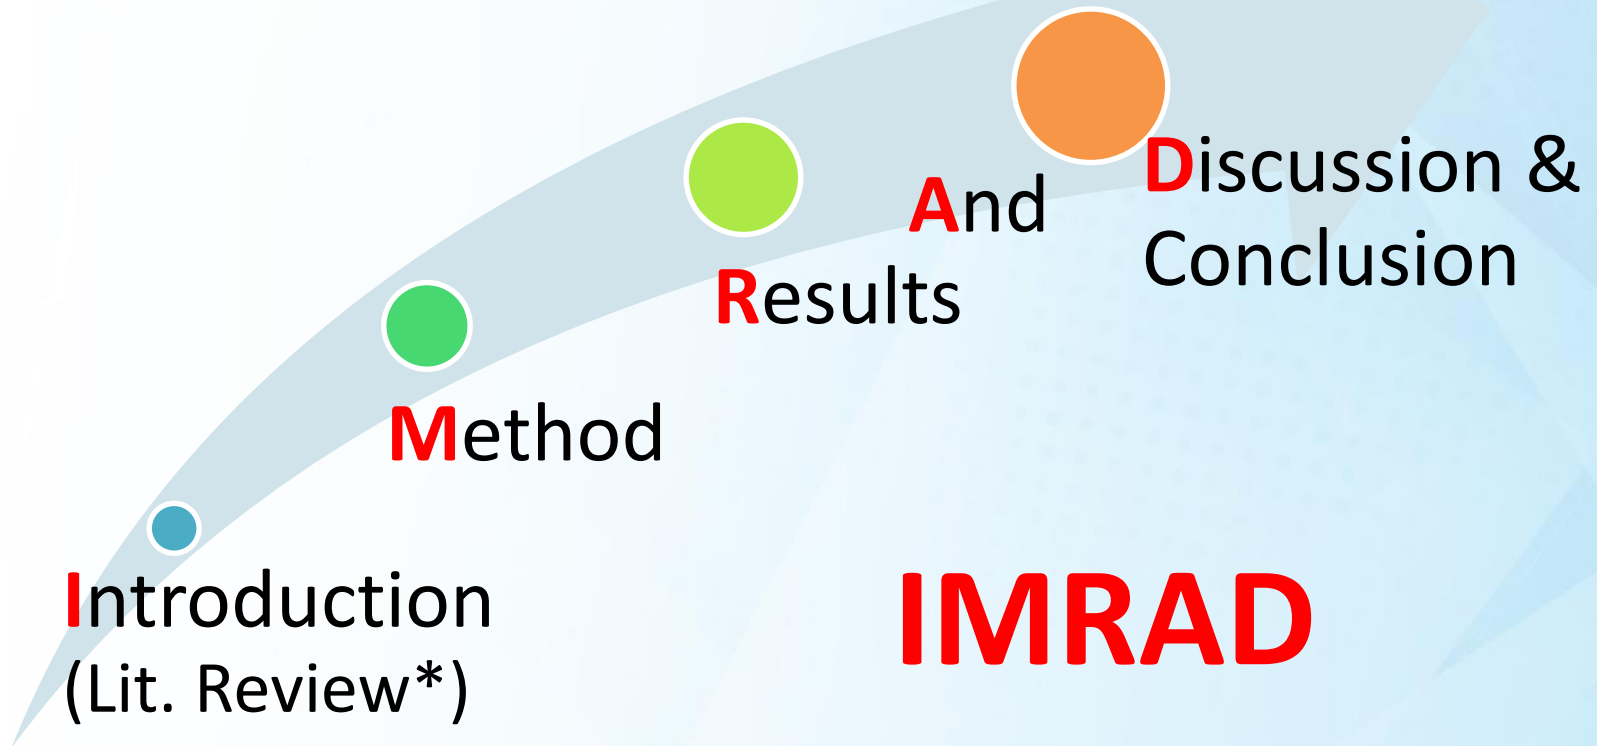 Introduction
(Lit. Review*)
Method
Results
And
Discussion &
Conclusion
IMRAD